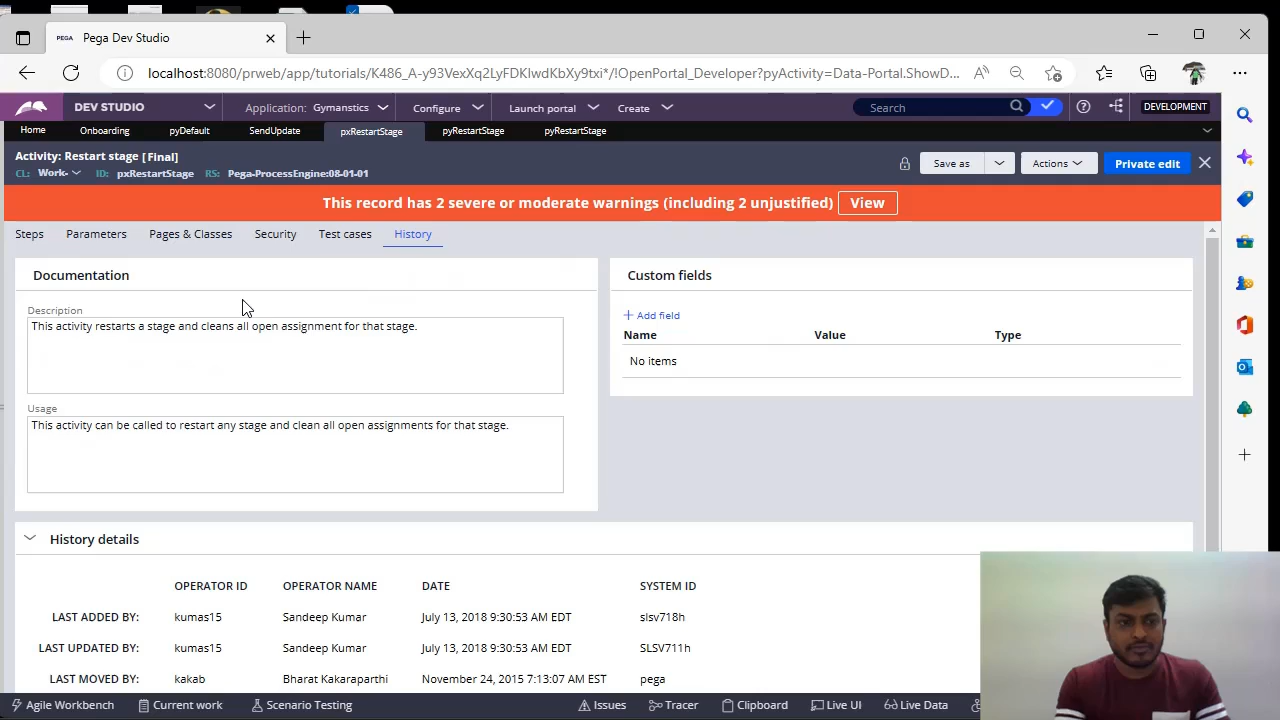 PEGA Pega Dev Studio
localhost:8080/prweb/app/tutorials/K486_A-y93VexXq2LyFDKlwdKbXy9txi*/!OpenPortal_Developer?pyActivity=Data-Portal.ShowD...
DEV STUDIO Application: Gymanstics Configure Launch portal Create Search DEVELOPMENT
Home Onboarding pyDefault SendUpdate pxRestartStage pyRestartStage pyRestartStage
Activity: Restart stage [Final]
CL: Work- ID: pxRestartStage RS: Pega-ProcessEngine:08-01-01
Save as Actions Private edit
This record has 2 severe or moderate warnings (including 2 unjustified) View
Steps Parameters Pages & Classes Security Test cases History
Documentation
Description
This activity restarts a stage and cleans all open assignment for that stage.
Usage
This activity can be called to restart any stage and clean all open assignments for that stage.
Custom fields
Add field
Name Value Type
No items
History details
OPERATOR ID OPERATOR NAME DATE SYSTEM ID
LAST ADDED BY: kumas15 Sandeep Kumar July 13, 2018 9:30:53 AM EDT slsv718h
LAST UPDATED BY: kumas15 Sandeep Kumar July 13, 2018 9:30:53 AM EDT SLSV711h
LAST MOVED BY: kakab Bharat Kakaraparthi November 24, 2015 7:13:07 AM EST pega
Agile Workbench Current work Scenario Testing Issues Tracer Clipboard Live UI Live Data